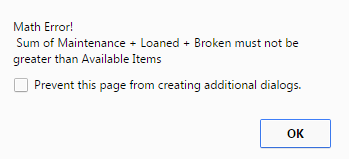 Math Error!
Sum of Maintenance + Loaned + Broken must not be
greater than Available Items
Prevent this page from creating additional dialogs.
OK